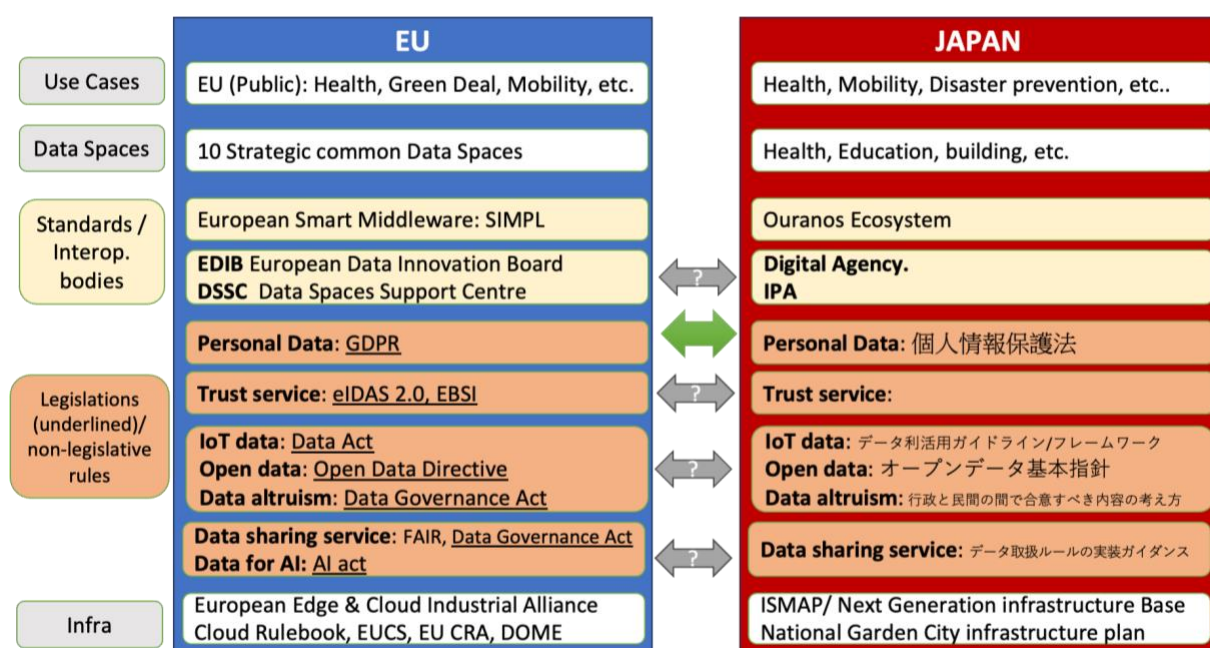 EU
JAPAN
Use Cases
EU (Public): Health, Green Deal, Mobility, etc.
Health, Mobility, Disaster prevention, etc..
Data Spaces
10 Strategic common Data Spaces
Health, Education, building, etc.
Standards /
Interop.
bodies
European Smart Middleware: SIMPL
Ouranos Ecosystem
EDIB European Data Innovation Board
DSSC Data Spaces Support Centre
?
Digital Agency.
IPA
Legislations
(underlined)/
non-legislative
rules
Personal Data: GDPR
Personal Data: 個人情報保護法
Trust service: eIDAS 2.0, EBSI
?
Trust service:
IoT data: Data Act
Open data: Open Data Directive
Data altruism: Data Governance Act
?
IoT data: データ利活用ガイドライン/フレームワーク
Open data: オープンデータ基本指針
Data altruism: 行政と民間の間で合意すべき内容の考え方
Data sharing service: FAIR, Data Governance Act
Data for AI: AI act
?
Data sharing service: データ取扱ルールの実装ガイダンス
Infra
European Edge & Cloud Industrial Alliance
Cloud Rulebook, EUCS, EU CRA, DOME
ISMAP/ Next Generation infrastructure Base
National Garden City infrastructure plan